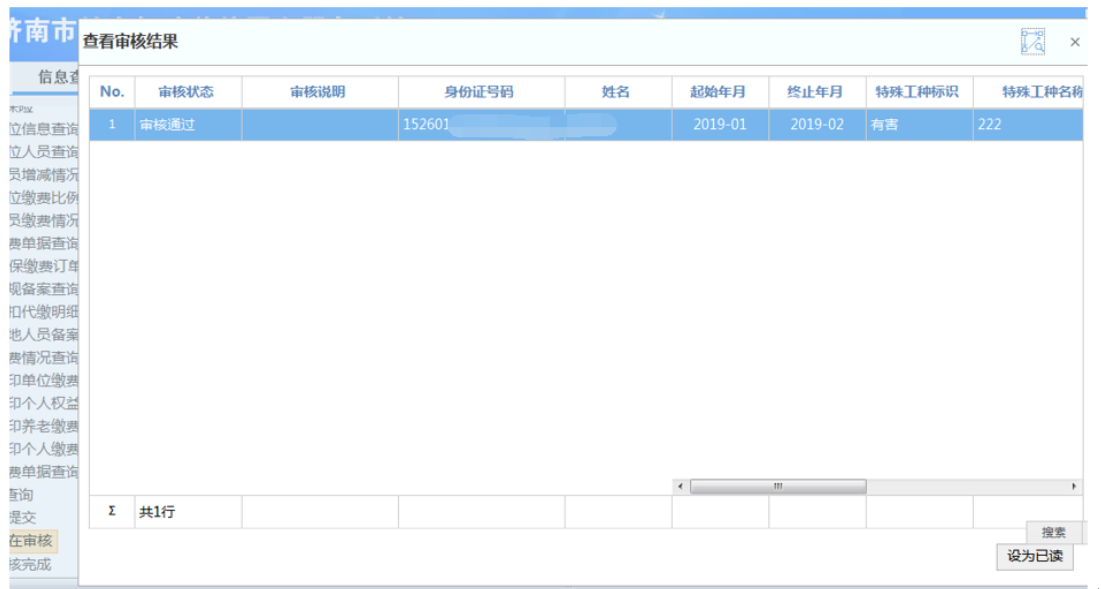 济南市
查看审核结果
信息查
No. 审核状态 审核说明 身份证号码 姓名 起始年月 终止年月 特殊工种标识 特殊工种名称
1 审核通过 152601 2019-01 2019-02 有害 222
位信息查询
位人员查询
员增减情况
位缴费比例
员缴费情况
费单据查询
保缴费订单
规备案查询
扣代缴明细
地人员备案
费情况查询
印单位缴费
印个人权益
印养老缴费
印个人缴费
费单据查询
查询
提交
在审核
核完成
Σ 共1行
搜索
设为已读